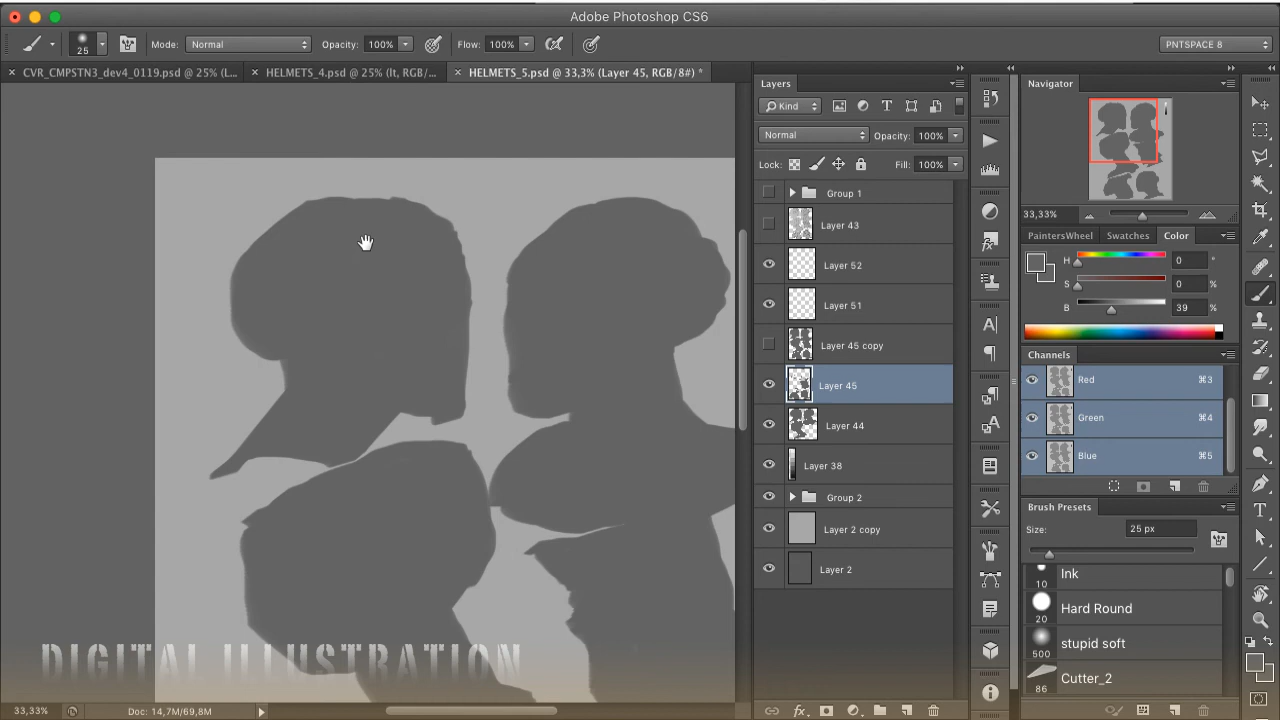 Adobe Photoshop CS6
25 Mode: Normal Opacity: 100% Flow: 100% PNTSPACE 8
CVR_CMPSTN3_dev4_0119.psd @ 25% (L... HELMETS_4.psd @ 25% (lt, RGB/... HELMETS_5.psd @ 33,3% (Layer 45, RGB/8#) *
Layers
Kind
Normal Opacity: 100%
Lock: Fill: 100%
Group 1
Layer 43
Layer 52
Layer 51
Layer 45 copy
Layer 45
Layer 44
Layer 38
Group 2
Layer 2 copy
Layer 2
Navigator
33,33%
PaintersWheel Swatches Color
H 0 °
S 0 %
B 39 %
Channels
Red ⌘3
Green ⌘4
Blue ⌘5
Brush Presets
Size: 25 px
10 Ink
20 Hard Round
500 stupid soft
86 Cutter_2
DIGITAL ILLUSTRATION
33,33% Doc: 14,7M/69,8M